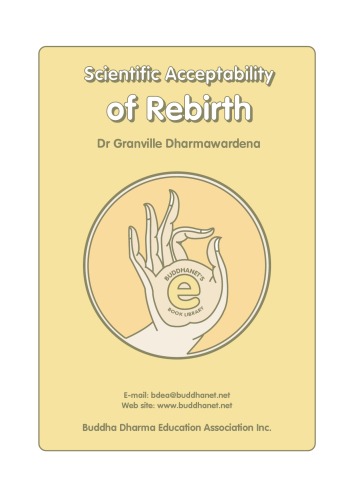 Scientific Acceptability
of Rebirth
Dr Granville Dharmawardena
BUDDHANET'S
e
BOOK LIBRARY
E-mail: bdea@buddhanet.net
Web site: www.buddhanet.net
Buddha Dharma Education Association Inc.